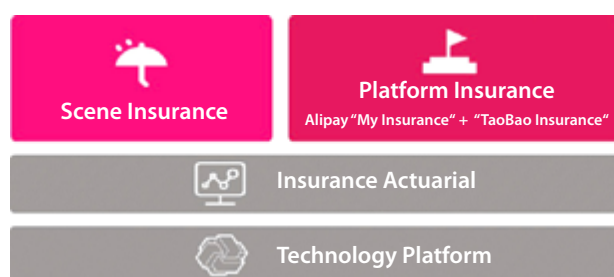 Scene Insurance
Platform Insurance
Alipay “My Insurance“ + “TaoBao Insurance“
Insurance Actuarial
Technology Platform